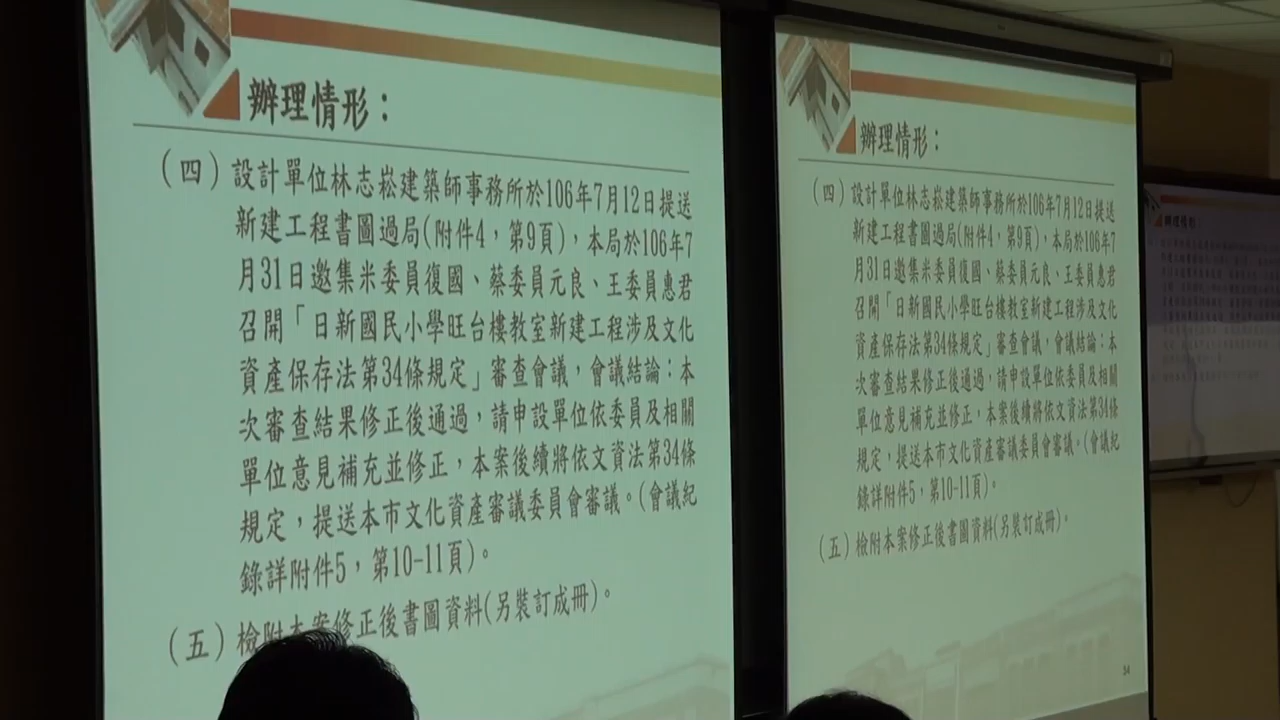 辦理情形：
（四）設計單位林志崧建築師事務所於106年7月12日提送
新建工程書圖過局(附件4，第9頁)，本局於106年7
月31日邀集米委員復國、蔡委員元良、王委員惠君
召開「日新國民小學旺台樓教室新建工程涉及文化
資產保存法第34條規定」審查會議，會議結論：本
次審查結果修正後通過，請申設單位依委員及相關
單位意見補充並修正，本案後續將依文資法第34條
規定，提送本市文化資產審議委員會審議。(會議紀
錄詳附件5，第10-11頁)。
（五）檢附本案修正後書圖資料(另裝訂成冊)。
辦理情形：
（四）設計單位林志崧建築師事務所於106年7月12日提送
新建工程書圖過局(附件4，第9頁)，本局於106年7
月31日邀集米委員復國、蔡委員元良、王委員惠君
召開「日新國民小學旺台樓教室新建工程涉及文化
資產保存法第34條規定」審查會議，會議結論：本
次審查結果修正後通過，請申設單位依委員及相關
單位意見補充並修正，本案後續將依文資法第34條
規定，提送本市文化資產審議委員會審議。(會議紀
錄詳附件5，第10-11頁)。
（五）檢附本案修正後書圖資料(另裝訂成冊)。
34
辦理情形：